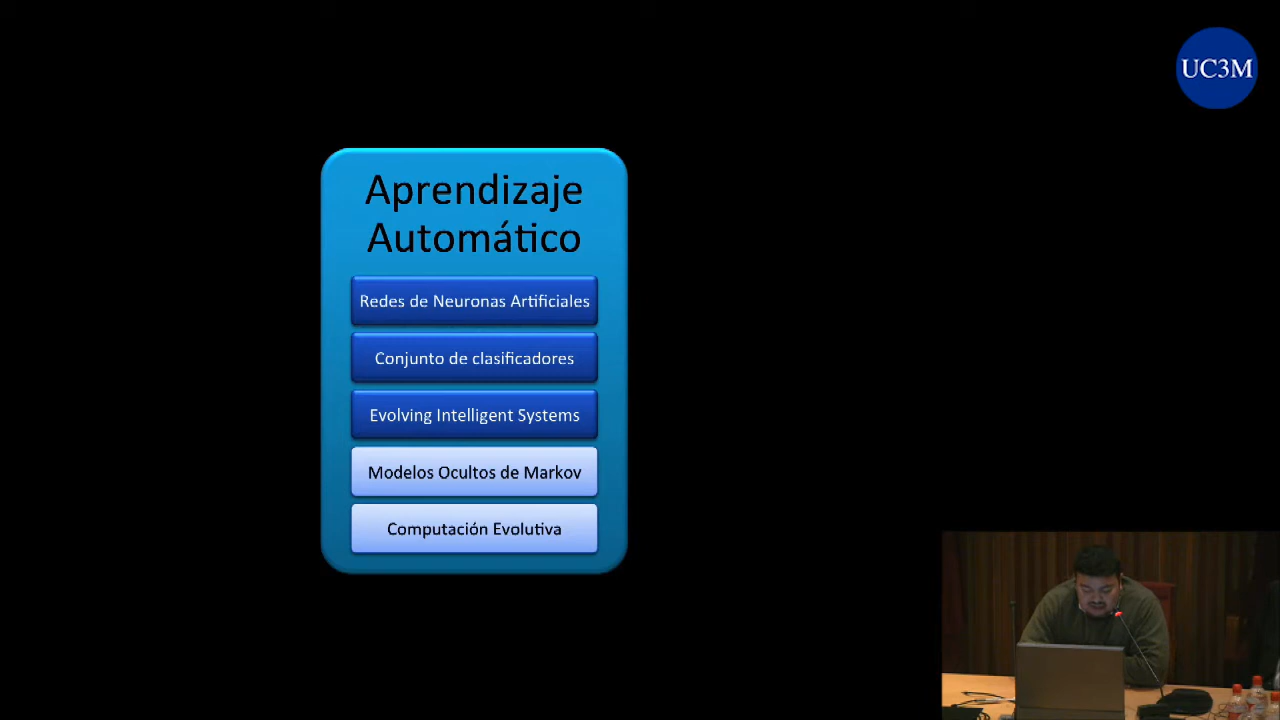 UC3M
Aprendizaje
Automático
Redes de Neuronas Artificiales
Conjunto de clasificadores
Evolving Intelligent Systems
Modelos Ocultos de Markov
Computación Evolutiva